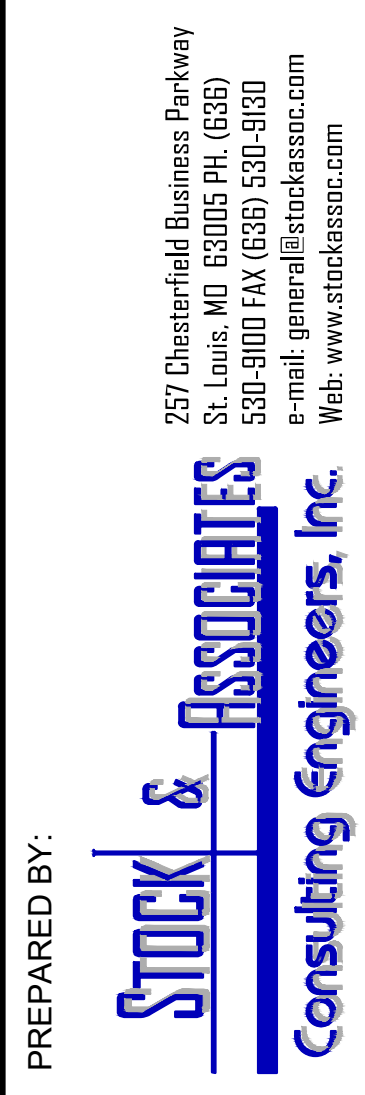 PREPARED BY:
STOCK & ASSOCIATES
Consulting Engineers, Inc.
257 Chesterfield Business Parkway
St. Louis, MO 63005 PH. (636)
530-9100 FAX (636) 530-9130
e-mail: general@stockassoc.com
Web: www.stockassoc.com